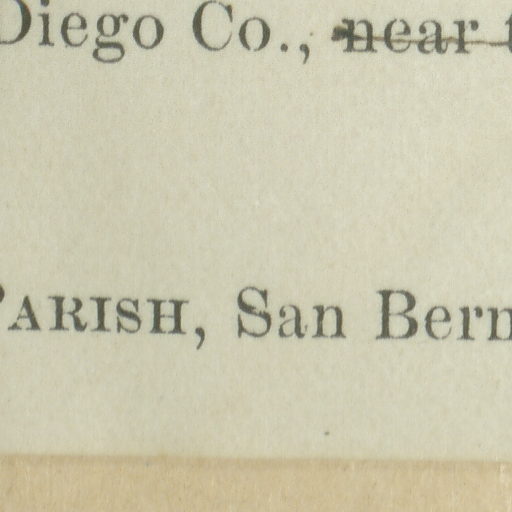 Diego Co., near t
PARISH, San Bern